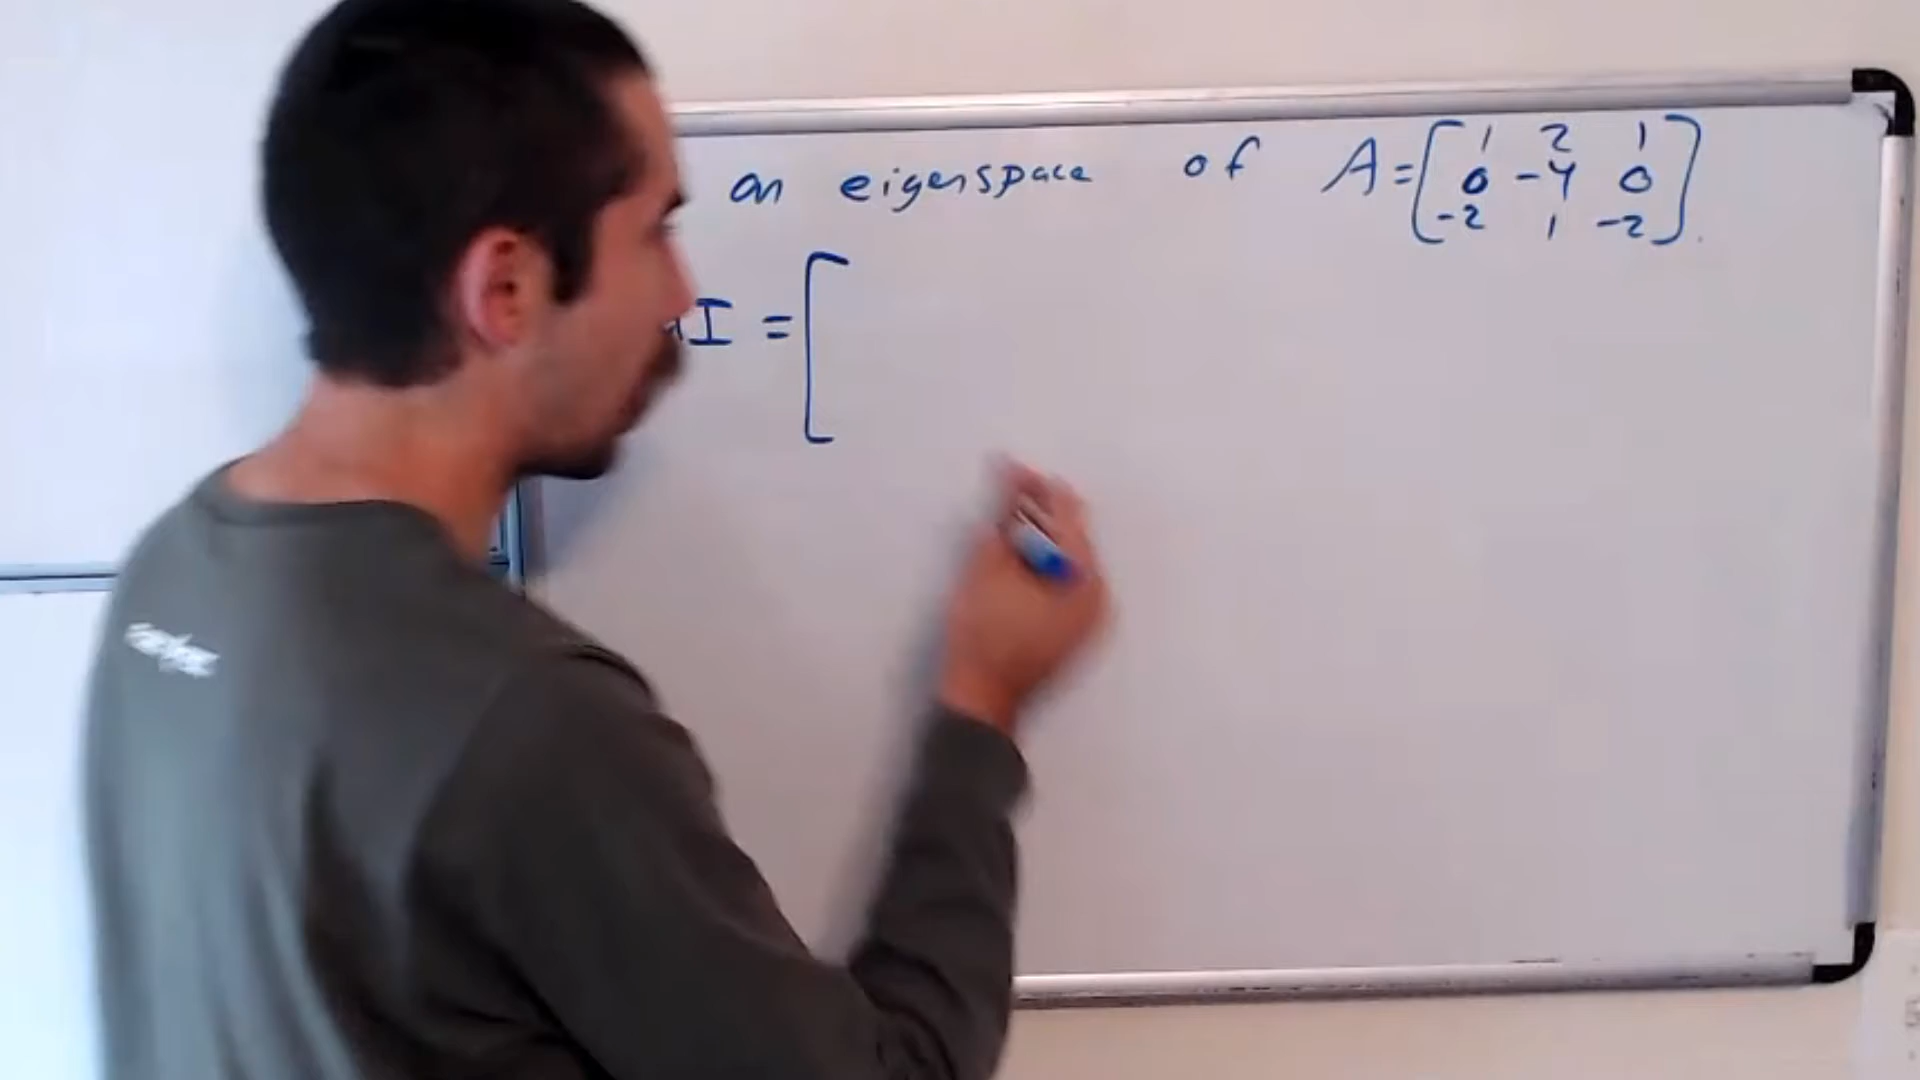 an eigenspace of A = [ 1 2 1
0 -4 0
-2 1 -2 ].
I = [